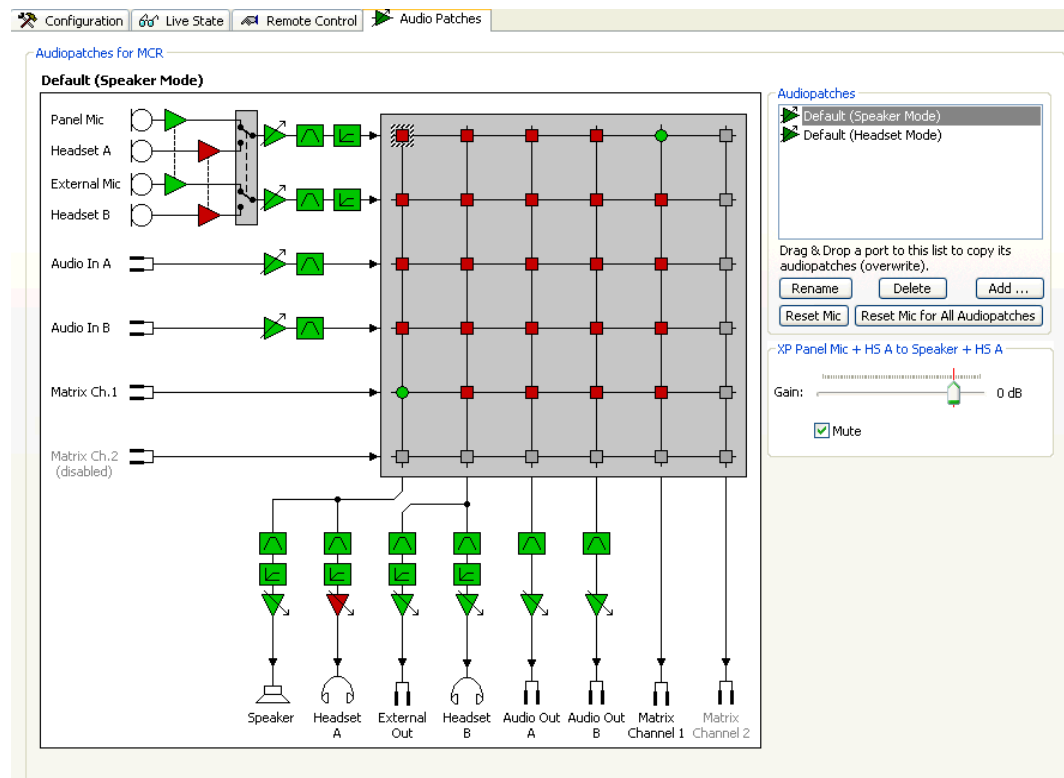 Configuration
Live State
Remote Control
Audio Patches
Audiopatches for MCR
Default (Speaker Mode)
Panel Mic
Headset A
External Mic
Headset B
Audio In A
Audio In B
Matrix Ch.1
Matrix Ch.2
(disabled)
Speaker
Headset
A
External
Out
Headset
B
Audio Out
A
Audio Out
B
Matrix
Channel 1
Matrix
Channel 2
Audiopatches
Default (Speaker Mode)
Default (Headset Mode)
Drag & Drop a port to this list to copy its
audiopatches (overwrite).
Rename
Delete
Add ...
Reset Mic
Reset Mic for All Audiopatches
XP Panel Mic + HS A to Speaker + HS A
Gain:
0 dB
Mute